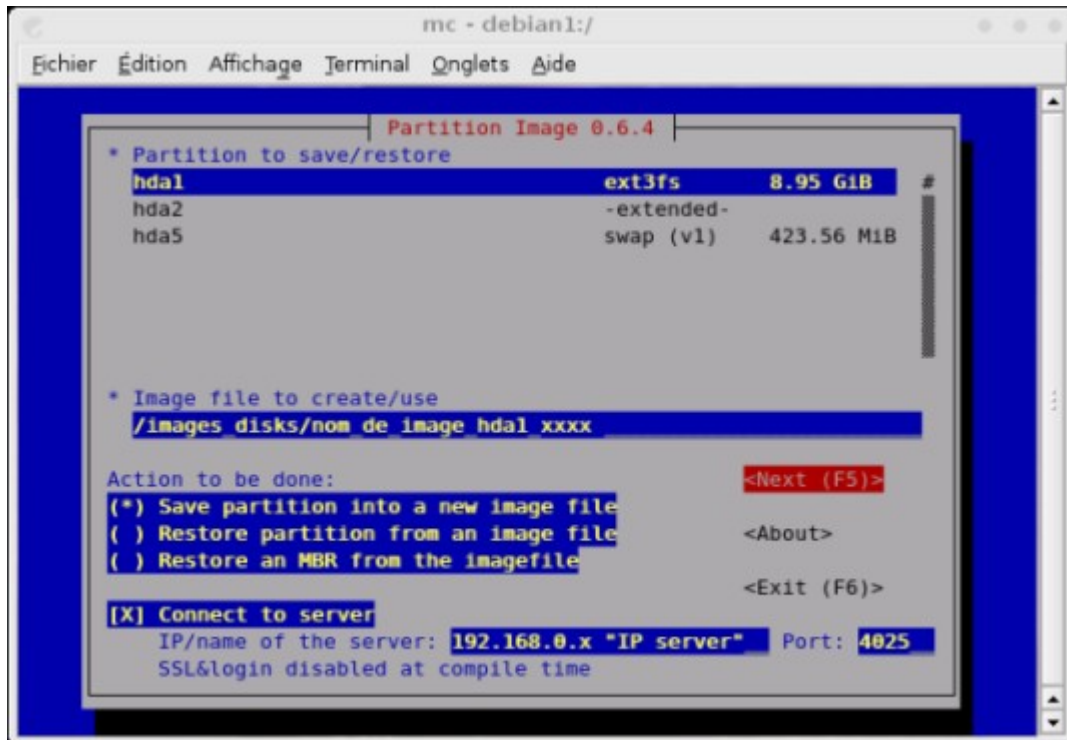 mc - debian1:/
Fichier Édition Affichage Terminal Onglets Aide
Partition Image 0.6.4
* Partition to save/restore
hda1 ext3fs 8.95 GiB #
hda2 -extended-
hda5 swap (v1) 423.56 MiB
* Image file to create/use
/images_disks/nom_de_image_hda1_xxxx
Action to be done:
<Next (F5)>
(*) Save partition into a new image file
( ) Restore partition from an image file
<About>
( ) Restore an MBR from the imagefile
<Exit (F6)>
[X] Connect to server
IP/name of the server: 192.168.0.x "IP server" Port: 4025
SSL&login disabled at compile time